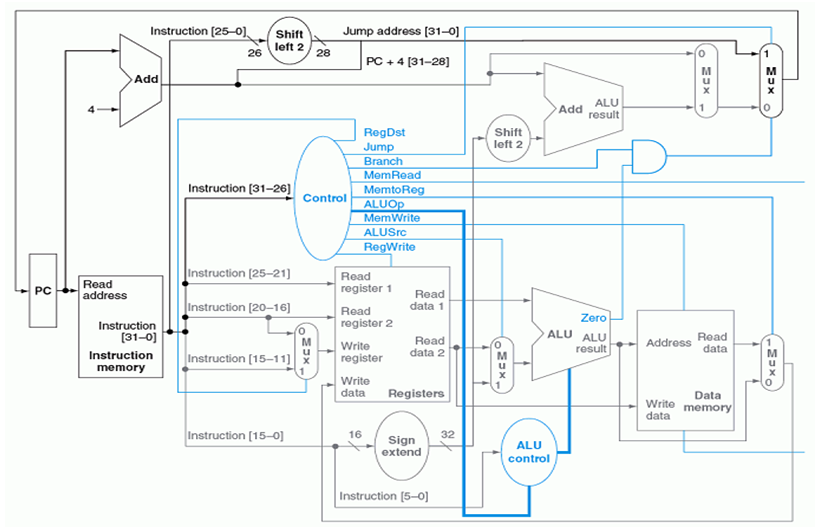 Instruction [25–0]
Shift
left 2
Jump address [31–0]
26
28
PC + 4 [31–28]
Add
4
0
M
u
x
1
1
M
u
x
0
Add
ALU
result
Shift
left 2
RegDst
Jump
Branch
MemRead
MemtoReg
ALUOp
MemWrite
ALUSrc
RegWrite
Control
Instruction [31–26]
PC
Read
address
Instruction
[31–0]
Instruction
memory
Instruction [25–21]
Instruction [20–16]
Instruction [15–11]
Instruction [15–0]
0
M
u
x
1
Read
register 1
Read
register 2
Write
register
Write
data
Read
data 1
Read
data 2
Registers
0
M
u
x
1
Zero
ALU
ALU
result
Address
Read
data
Write
data
Data
memory
1
M
u
x
0
16
Sign
extend
32
ALU
control
Instruction [5–0]